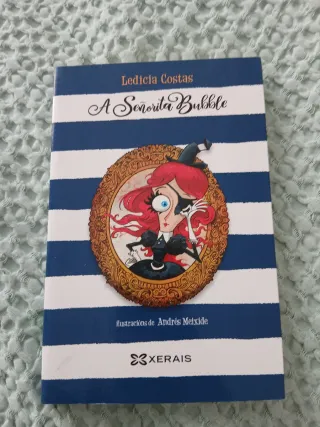 Ledicia Costas
A Señorita Bubble
ilustracións de Andrés Meixide
XERAIS